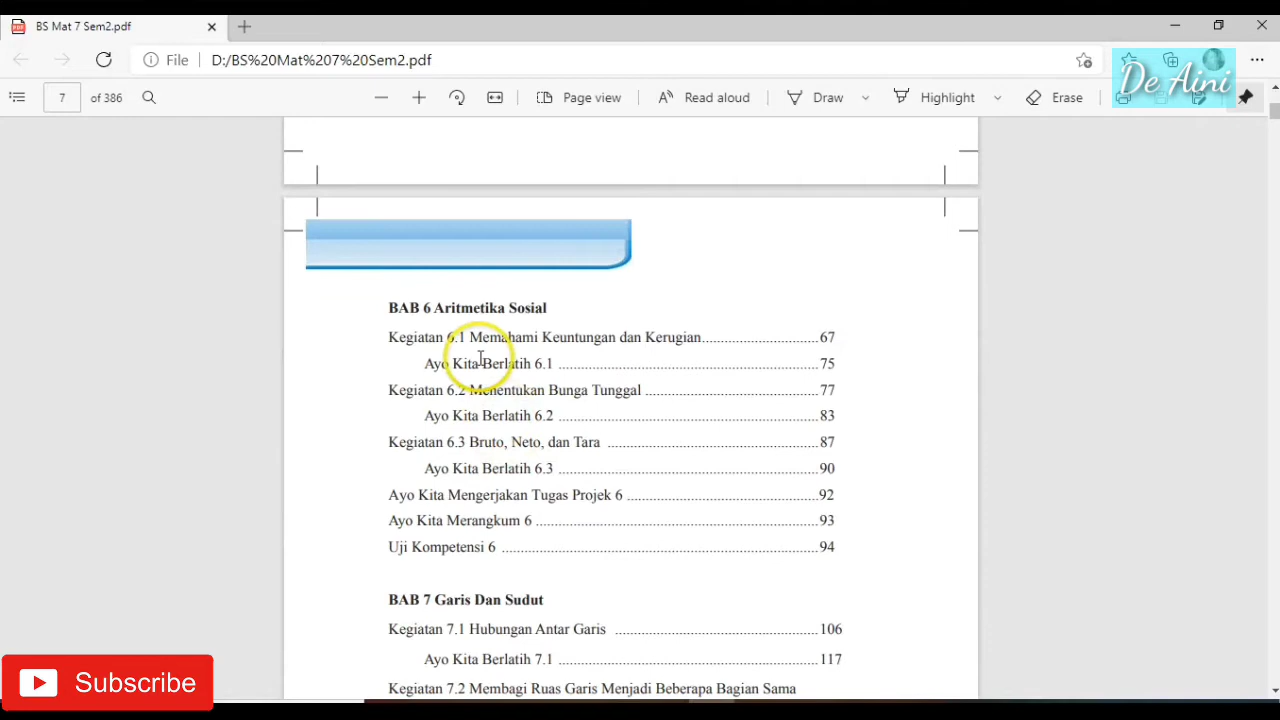 BS Mat 7 Sem2.pdf
File D:/BS%20Mat%207%20Sem2.pdf
De Aini
7 of 386 Page view Read aloud Draw Highlight Erase
BAB 6 Aritmetika Sosial
Kegiatan 6.1 Memahami Keuntungan dan Kerugian 67
Ayo Kita Berlatih 6.1 75
Kegiatan 6.2 Menentukan Bunga Tunggal 77
Ayo Kita Berlatih 6.2 83
Kegiatan 6.3 Bruto, Neto, dan Tara 87
Ayo Kita Berlatih 6.3 90
Ayo Kita Mengerjakan Tugas Projek 6 92
Ayo Kita Merangkum 6 93
Uji Kompetensi 6 94
BAB 7 Garis Dan Sudut
Kegiatan 7.1 Hubungan Antar Garis 106
Ayo Kita Berlatih 7.1 117
Kegiatan 7.2 Membagi Ruas Garis Menjadi Beberapa Bagian Sama
Subscribe